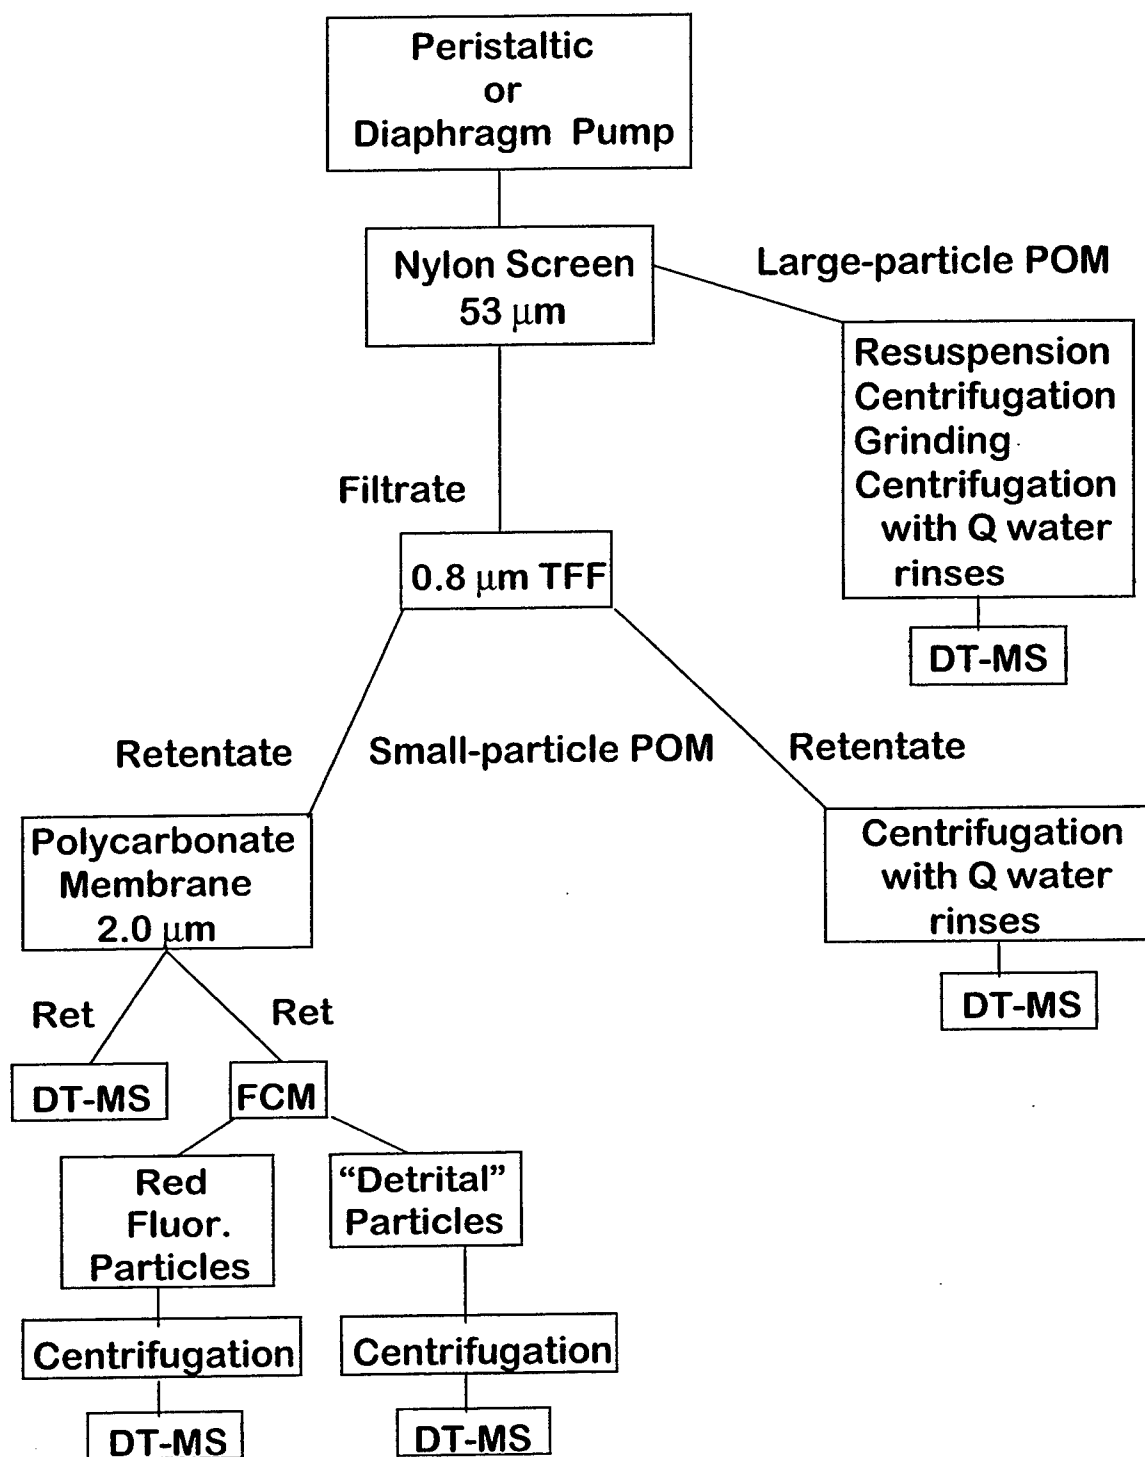 Peristaltic
or
Diaphragm Pump
Nylon Screen
53 μm
Large-particle POM
Resuspension
Centrifugation
Grinding
Centrifugation
with Q water
rinses
DT-MS
Filtrate
0.8 μm TFF
Retentate
Small-particle POM
Retentate
Polycarbonate
Membrane
2.0 μm
Centrifugation
with Q water
rinses
DT-MS
Ret
Ret
DT-MS
FCM
Red
Fluor.
Particles
“Detrital”
Particles
Centrifugation
Centrifugation
DT-MS
DT-MS